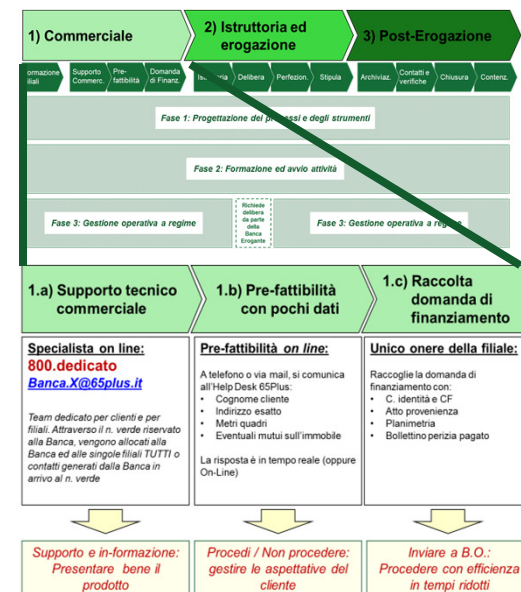 1) Commerciale
2) Istruttoria ed
erogazione
3) Post-Erogazione
Supporto
Commerc.
Pre-
fattibilità
Domanda
di Finanz.
Delibera
Perfezion.
Stipula
Archiviaz.
Contatti e
verifiche
Chiusura
Contenz.
Fase 1: Progettazione dei processi e degli strumenti
Fase 2: Formazione ed avvio attività
Fase 3: Gestione operativa a regime
Richiede
delibera
da parte
della
Banca
Erogante
Fase 3: Gestione operativa a regime
1.a) Supporto tecnico
commerciale
1.b) Pre-fattibilità
con pochi dati
1.c) Raccolta
domanda di
finanziamento
Specialista on line:
800.dedicato
Banca.X@65plus.it
Team dedicato per clienti e per
filiali. Attraverso il n. verde riservato
alla Banca, vengono allocati alla
Banca ed alle singole filiali TUTTI o
contatti generati dalla Banca in
arrivo al n. verde
Pre-fattibilità on line:
A telefono o via mail, si comunica
all'Help Desk 65Plus:
• Cognome cliente
• Indirizzo esatto
• Metri quadri
• Eventuali mutui sull'immobile
La risposta è in tempo reale (oppure
On-Line)
Unico onere della filiale:
Raccoglie la domanda di
finanziamento con:
• C. identità e CF
• Atto provenienza
• Planimetria
• Bollettino perizia pagato
Supporto e in-formazione:
Presentare bene il
prodotto
Procedi / Non procedere:
gestire le aspettative del
cliente
Inviare a B.O.:
Procedere con efficienza
in tempi ridotti